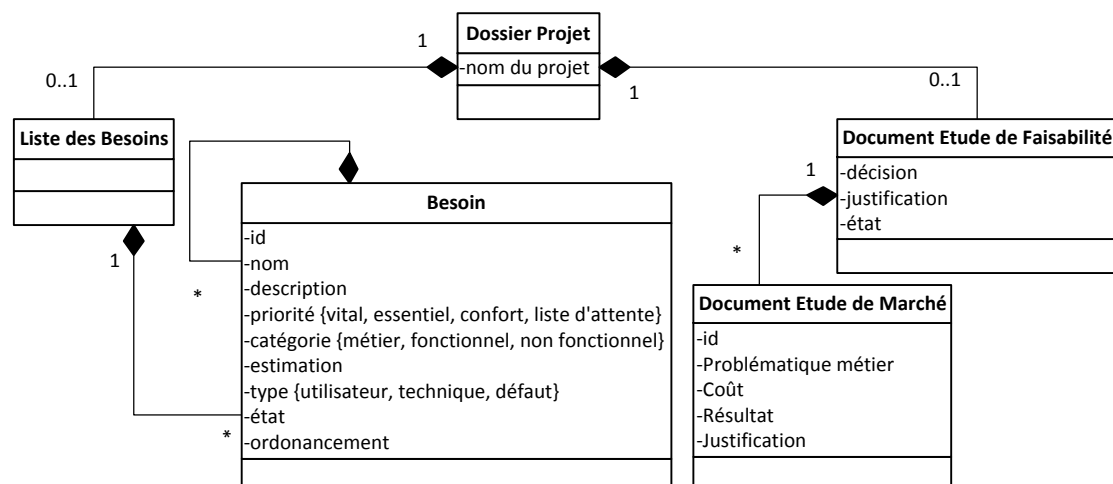 Dossier Projet
-nom du projet
1
1
0..1
0..1
Liste des Besoins
1
*
Besoin
-id
-nom
-description
-priorité {vital, essentiel, confort, liste d'attente}
-catégorie {métier, fonctionnel, non fonctionnel}
-estimation
-type {utilisateur, technique, défaut}
-état
-ordonancement
*
Document Etude de Faisabilité
-décision
-justification
-état
1
*
Document Etude de Marché
-id
-Problématique métier
-Coût
-Résultat
-Justification